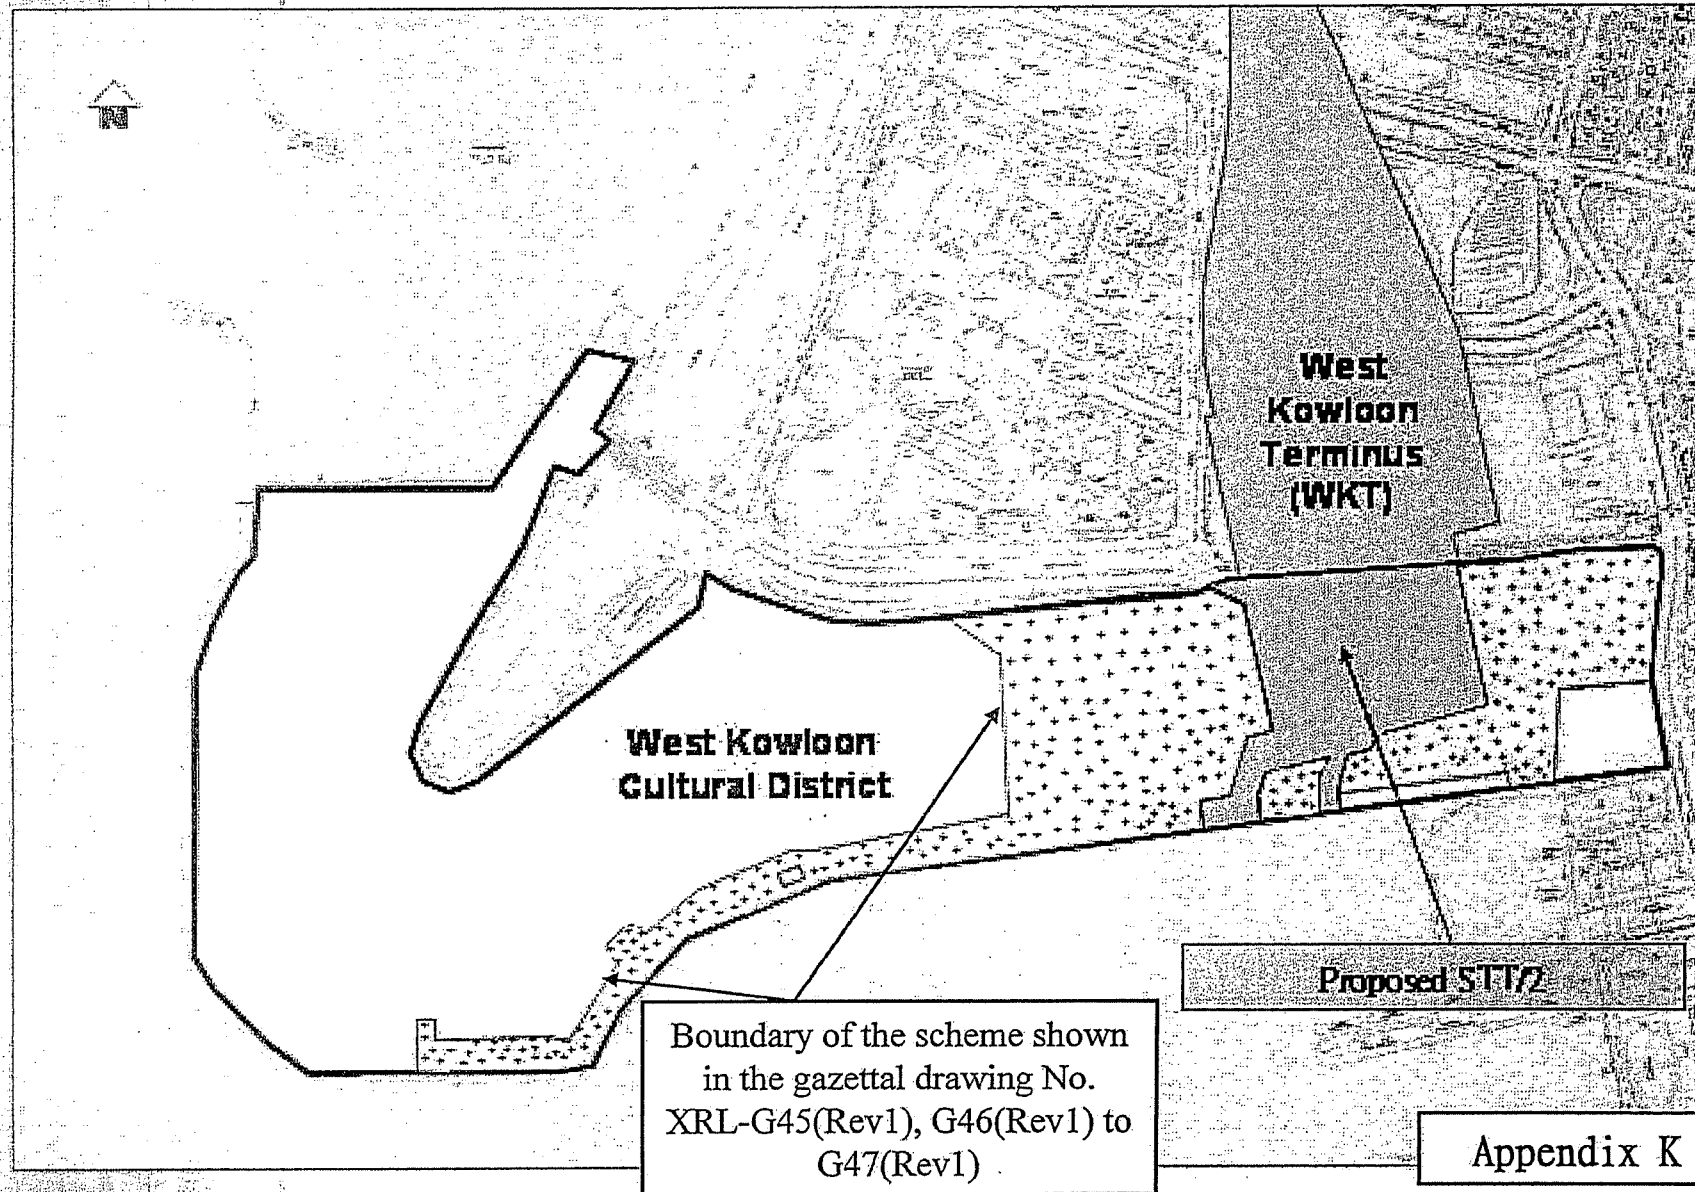 N
West
Kowloon
Terminus
(WKT)
West Kowloon
Cultural District
Proposed STT/2
Boundary of the scheme shown
in the gazettal drawing No.
XRL-G45(Rev1), G46(Rev1) to
G47(Rev1)
Appendix K